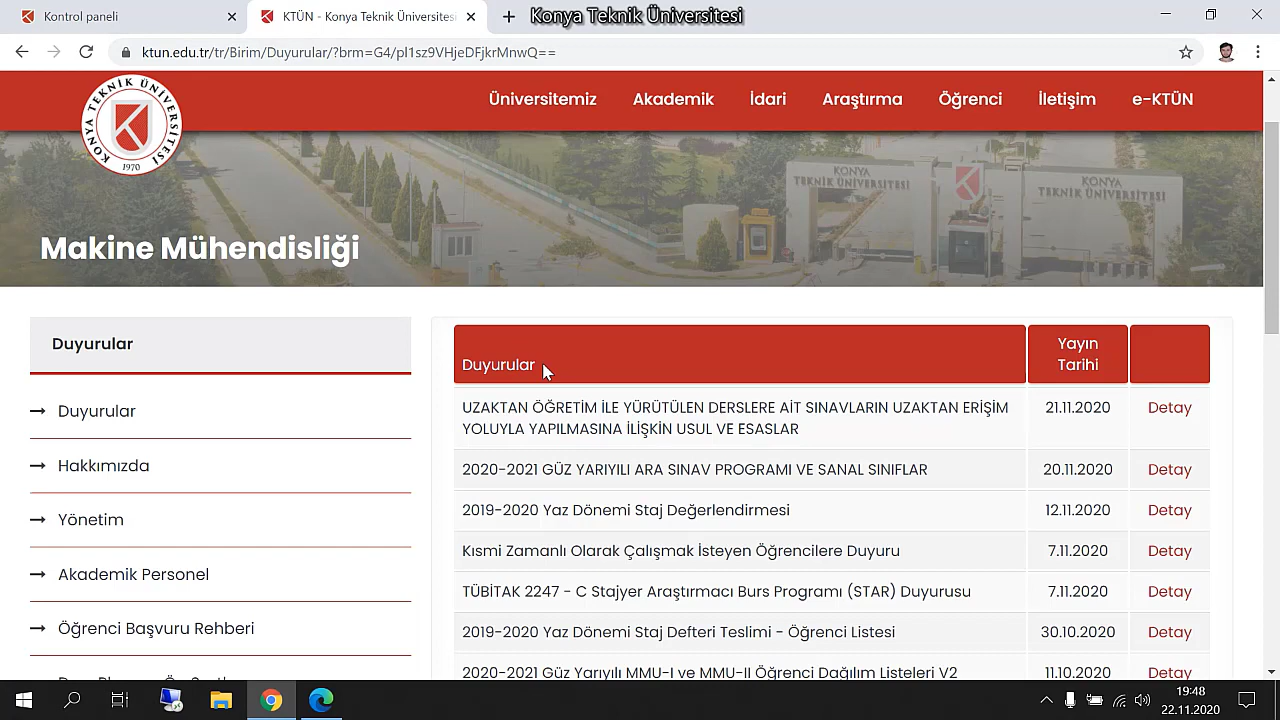 Kontrol paneli
KTÜN - Konya Teknik Üniversitesi
Konya Teknik Üniversitesi
ktun.edu.tr/tr/Birim/Duyurular/?brm=G4/pl1sz9VHjeDFjkrMnwQ==
KONYA TEKNİK ÜNİVERSİTESİ
1970
Üniversitemiz Akademik İdari Araştırma Öğrenci İletişim e-KTÜN
KONYA
TEKNİK ÜNİVERSİTESİ
KONYA
TEKNİK ÜNİVERSİTESİ
Makine Mühendisliği
Duyurular
Duyurular
Hakkımızda
Yönetim
Akademik Personel
Öğrenci Başvuru Rehberi
Duyurular
Yayın
Tarihi
UZAKTAN ÖĞRETİM İLE YÜRÜTÜLEN DERSLERE AİT SINAVLARIN UZAKTAN ERİŞİM 21.11.2020 Detay
YOLUYLA YAPILMASINA İLİŞKİN USUL VE ESASLAR
2020-2021 GÜZ YARIYILI ARA SINAV PROGRAMI VE SANAL SINIFLAR 20.11.2020 Detay
2019-2020 Yaz Dönemi Staj Değerlendirmesi 12.11.2020 Detay
Kısmi Zamanlı Olarak Çalışmak İsteyen Öğrencilere Duyuru 7.11.2020 Detay
TÜBİTAK 2247 - C Stajyer Araştırmacı Burs Programı (STAR) Duyurusu 7.11.2020 Detay
2019-2020 Yaz Dönemi Staj Defteri Teslimi - Öğrenci Listesi 30.10.2020 Detay
2020-2021 Güz Yarıyılı MMU-I ve MMU-II Öğrenci Dağılım Listeleri V2 11.10.2020 Detay
19:48
22.11.2020